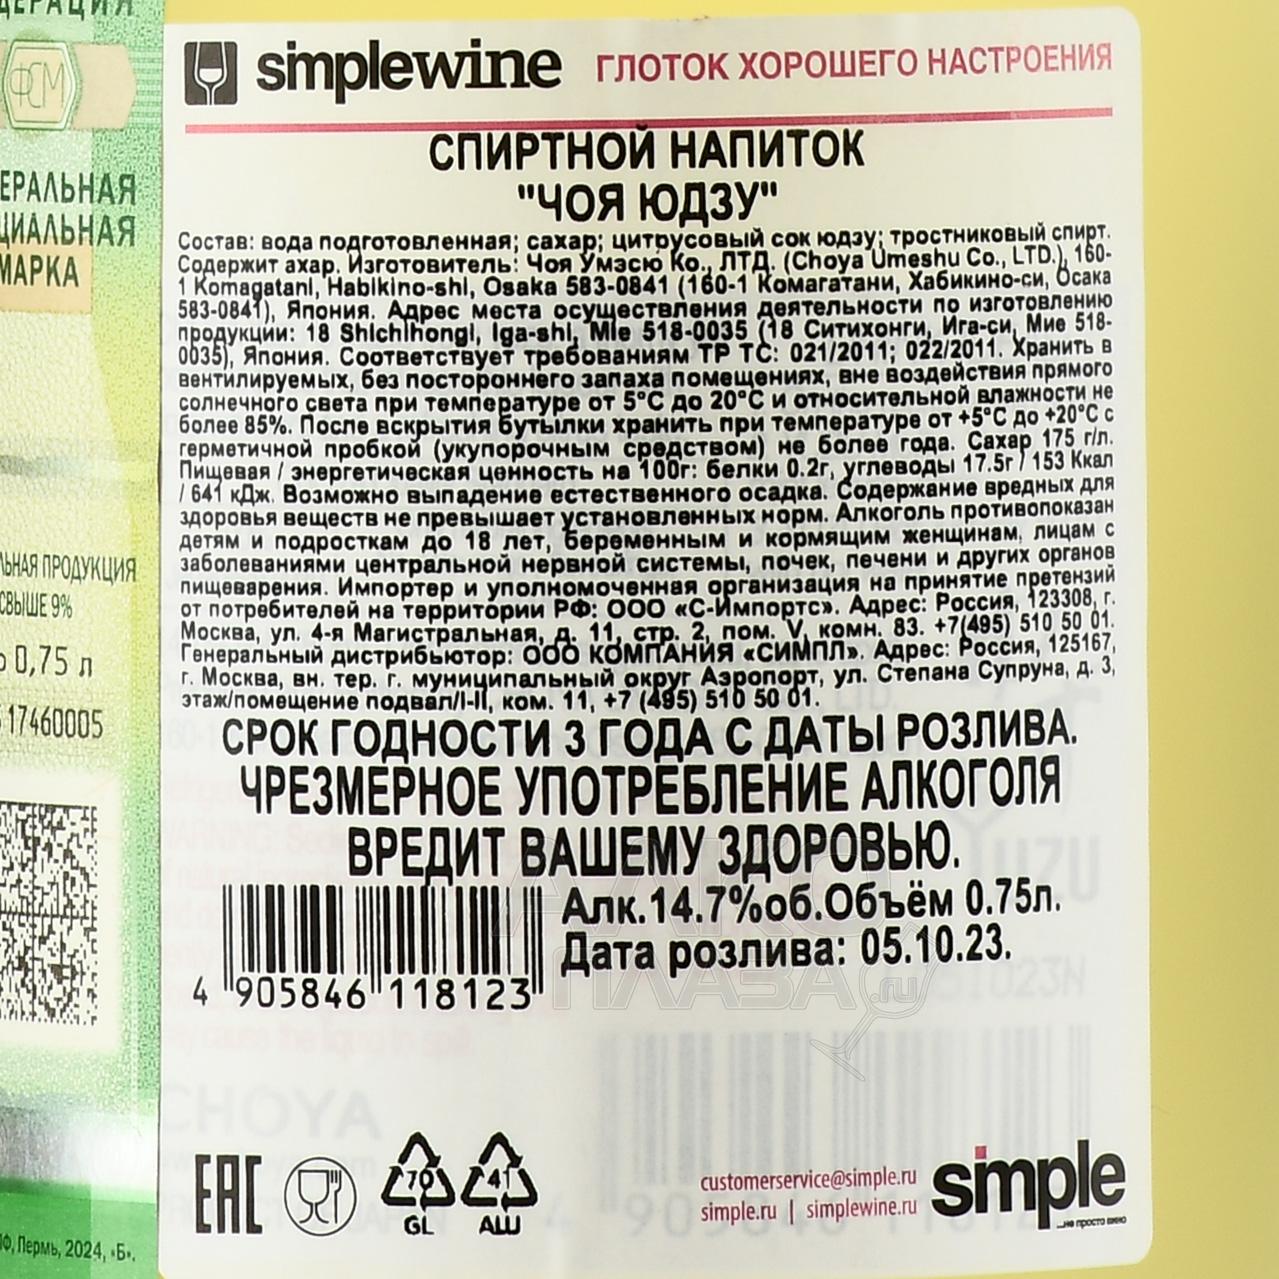 simplewine ГЛОТОК ХОРОШЕГО НАСТРОЕНИЯ
СПИРТНОЙ НАПИТОК
"ЧОЯ ЮДЗУ"
Состав: вода подготовленная; сахар; цитрусовый сок юдзу; тростниковый спирт.
Содержит ахар. Изготовитель: Чоя Умэсю Ко., ЛТД. (Choya Umeshu Co., LTD.), 160-
1 Komagatani, Habikino-shi, Osaka 583-0841 (160-1 Комагатани, Хабикино-си, Осака
583-0841), Япония. Адрес места осуществления деятельности по изготовлению
продукции: 18 Shichihongi, Iga-shi, Mie 518-0035 (18 Ситихонги, Ига-си, Мие 518-
0035), Япония. Соответствует требованиям ТР ТС: 021/2011; 022/2011. Хранить в
вентилируемых, без постороннего запаха помещениях, вне воздействия прямого
солнечного света при температуре от 5°С до 20°С и относительной влажности не
более 85%. После вскрытия бутылки хранить при температуре от +5°С до +20°С с
герметичной пробкой (укупорочным средством) не более года. Сахар 175 г/л.
Пищевая / энергетическая ценность на 100г: белки 0.2г, углеводы 17.5г / 153 Ккал
/ 641 кДж. Возможно выпадение естественного осадка. Содержание вредных для
здоровья веществ не превышает установленных норм. Алкоголь противопоказан
детям и подросткам до 18 лет, беременным и кормящим женщинам, лицам с
заболеваниями центральной нервной системы, почек, печени и других органов
пищеварения. Импортер и уполномоченная организация на принятие претензий
от потребителей на территории РФ: ООО «С-Импортс». Адрес: Россия, 123308, г.
Москва, ул. 4-я Магистральная, д. 11, стр. 2, пом. V, комн. 83. +7(495) 510 50 01.
Генеральный дистрибьютор: ООО КОМПАНИЯ «СИМПЛ». Адрес: Россия, 125167,
г. Москва, вн. тер. г. муниципальный округ Аэропорт, ул. Степана Супруна, д. 3,
этаж/помещение подвал/I-II, ком. 11, +7 (495) 510 50 01.
СРОК ГОДНОСТИ 3 ГОДА С ДАТЫ РОЗЛИВА.
ЧРЕЗМЕРНОЕ УПОТРЕБЛЕНИЕ АЛКОГОЛЯ
ВРЕДИТ ВАШЕМУ ЗДОРОВЬЮ.
Алк.14.7%об.Объём 0.75л.
Дата розлива: 05.10.23.
4 905846 118123
АЛКО
ПЛАЗА.ru
CHOYA
EAC
70
GL
41
ALU
customerservice@simple.ru
simple.ru | simplewine.ru
simple
...не просто вино
ФСМ
МАРКА
ПРОДУКЦИЯ
СВЫШЕ 9%
0,75 л
17460005
Пермь, 2024, «Б».